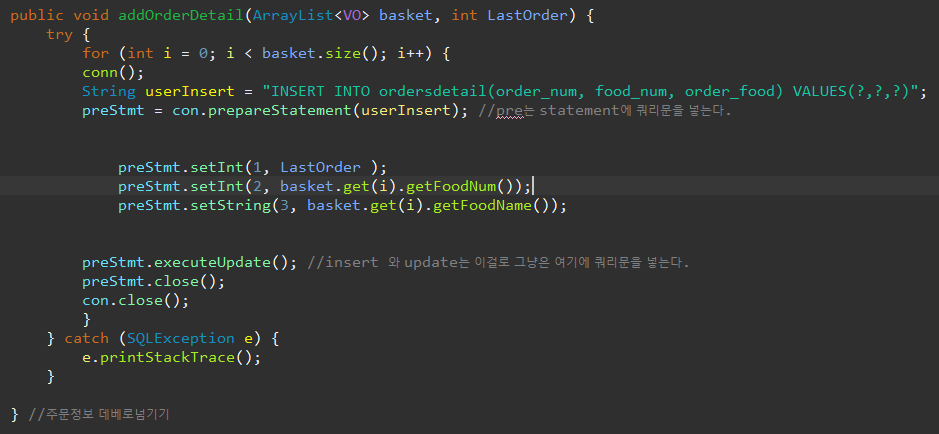 public void addOrderDetail(ArrayList<VO> basket, int LastOrder) {
try {
for (int i = 0; i < basket.size(); i++) {
conn();
String userInsert = "INSERT INTO ordersdetail(order_num, food_num, order_food) VALUES(?,?,?)";
preStmt = con.prepareStatement(userInsert); //pre는 statement에 쿼리문을 넣는다.
preStmt.setInt(1, LastOrder );
preStmt.setInt(2, basket.get(i).getFoodNum());
preStmt.setString(3, basket.get(i).getFoodName());
preStmt.executeUpdate(); //insert 와 update는 이걸로 그냥은 여기에 쿼리문을 넣는다.
preStmt.close();
con.close();
}
} catch (SQLException e) {
e.printStackTrace();
}
} //주문정보 데베로넘기기